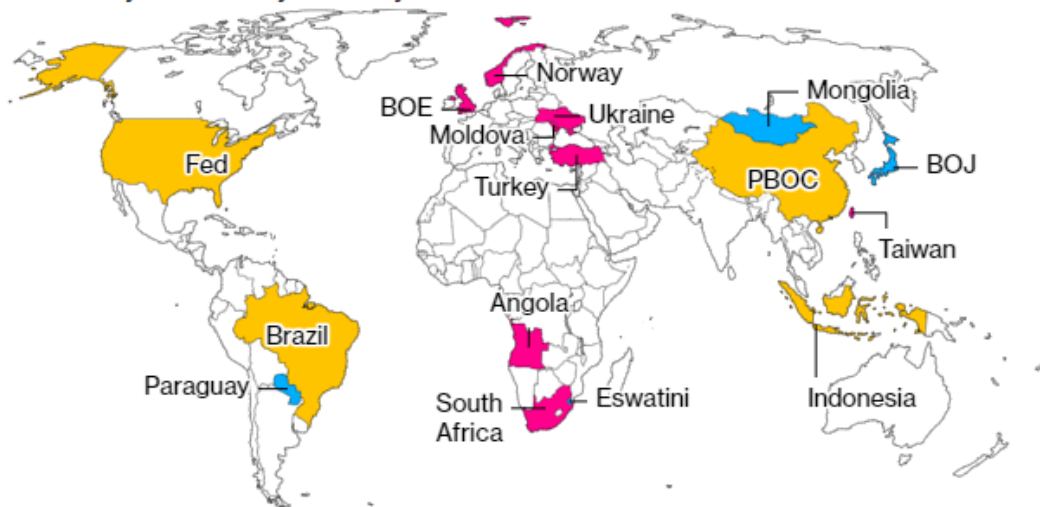 Norway
Mongolia
BOE
Ukraine
Moldova
Fed
PBOC
BOJ
Turkey
Taiwan
Angola
Brazil
Paraguay
South
Africa
Eswatini
Indonesia